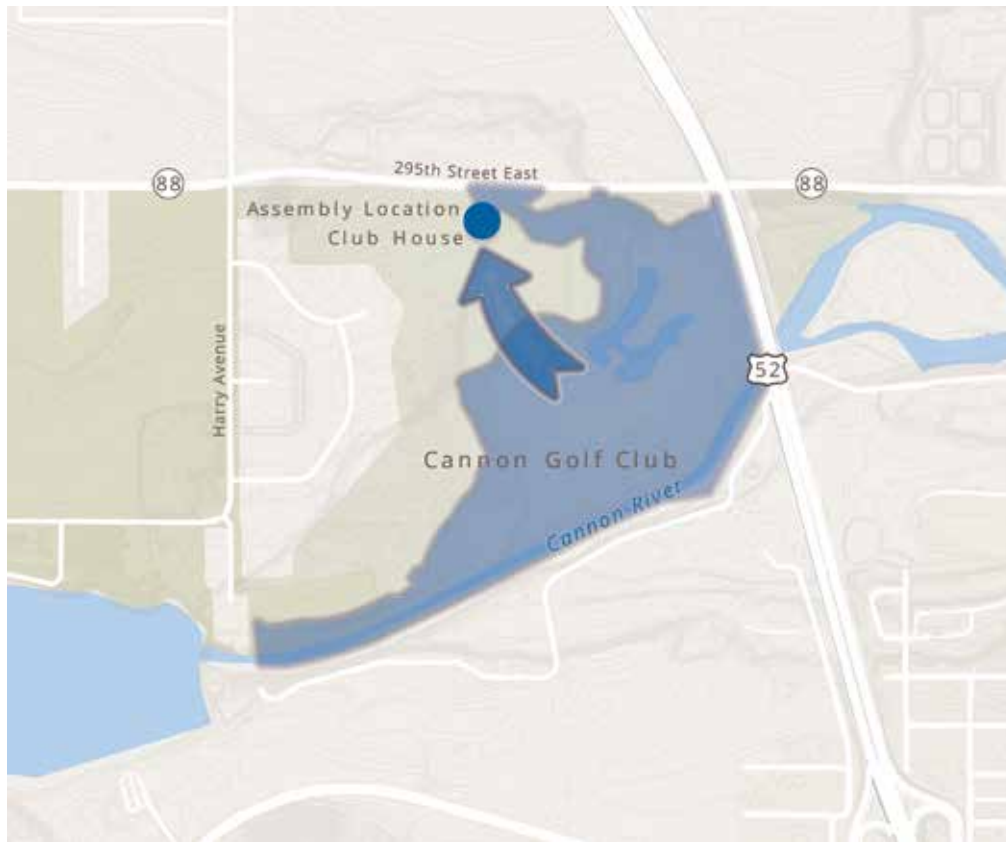 295th Street East
88
88
Assembly Location
Club House
Harry Avenue
52
Cannon Golf Club
Cannon River